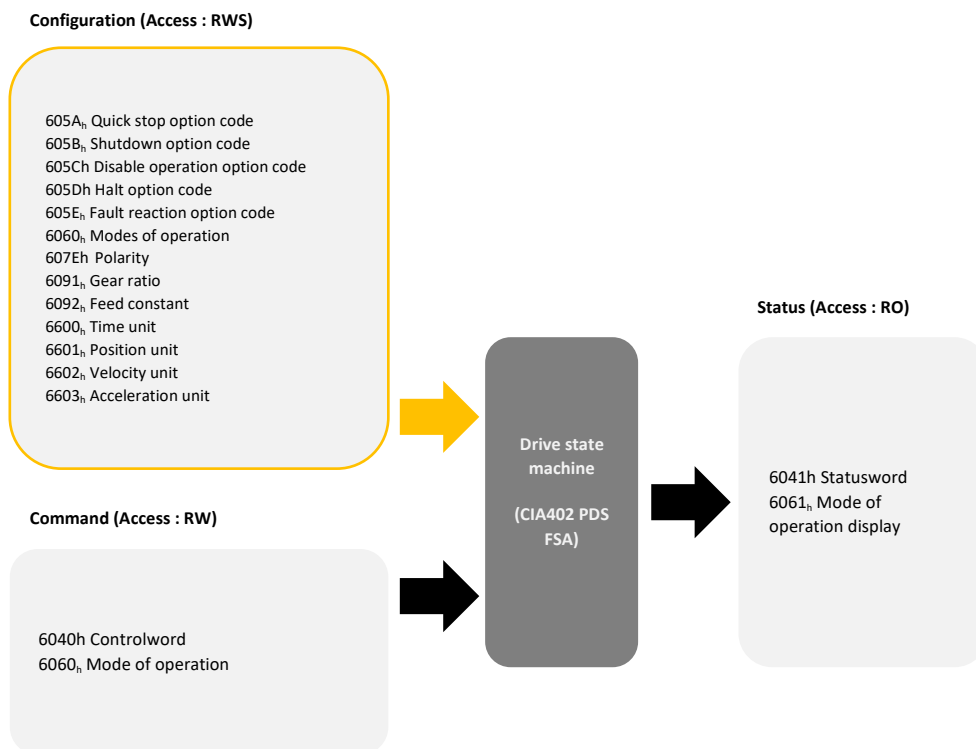 Configuration (Access : RWS)
605Aₕ Quick stop option code
605Bₕ Shutdown option code
605Ch Disable operation option code
605Dh Halt option code
605Eₕ Fault reaction option code
6060ₕ Modes of operation
607Eh Polarity
6091ₕ Gear ratio
6092ₕ Feed constant
6600ₕ Time unit
6601ₕ Position unit
6602ₕ Velocity unit
6603ₕ Acceleration unit
Command (Access : RW)
6040h Controlword
6060ₕ Mode of operation
Drive state
machine
(CIA402 PDS
FSA)
Status (Access : RO)
6041h Statusword
6061ₕ Mode of
operation display